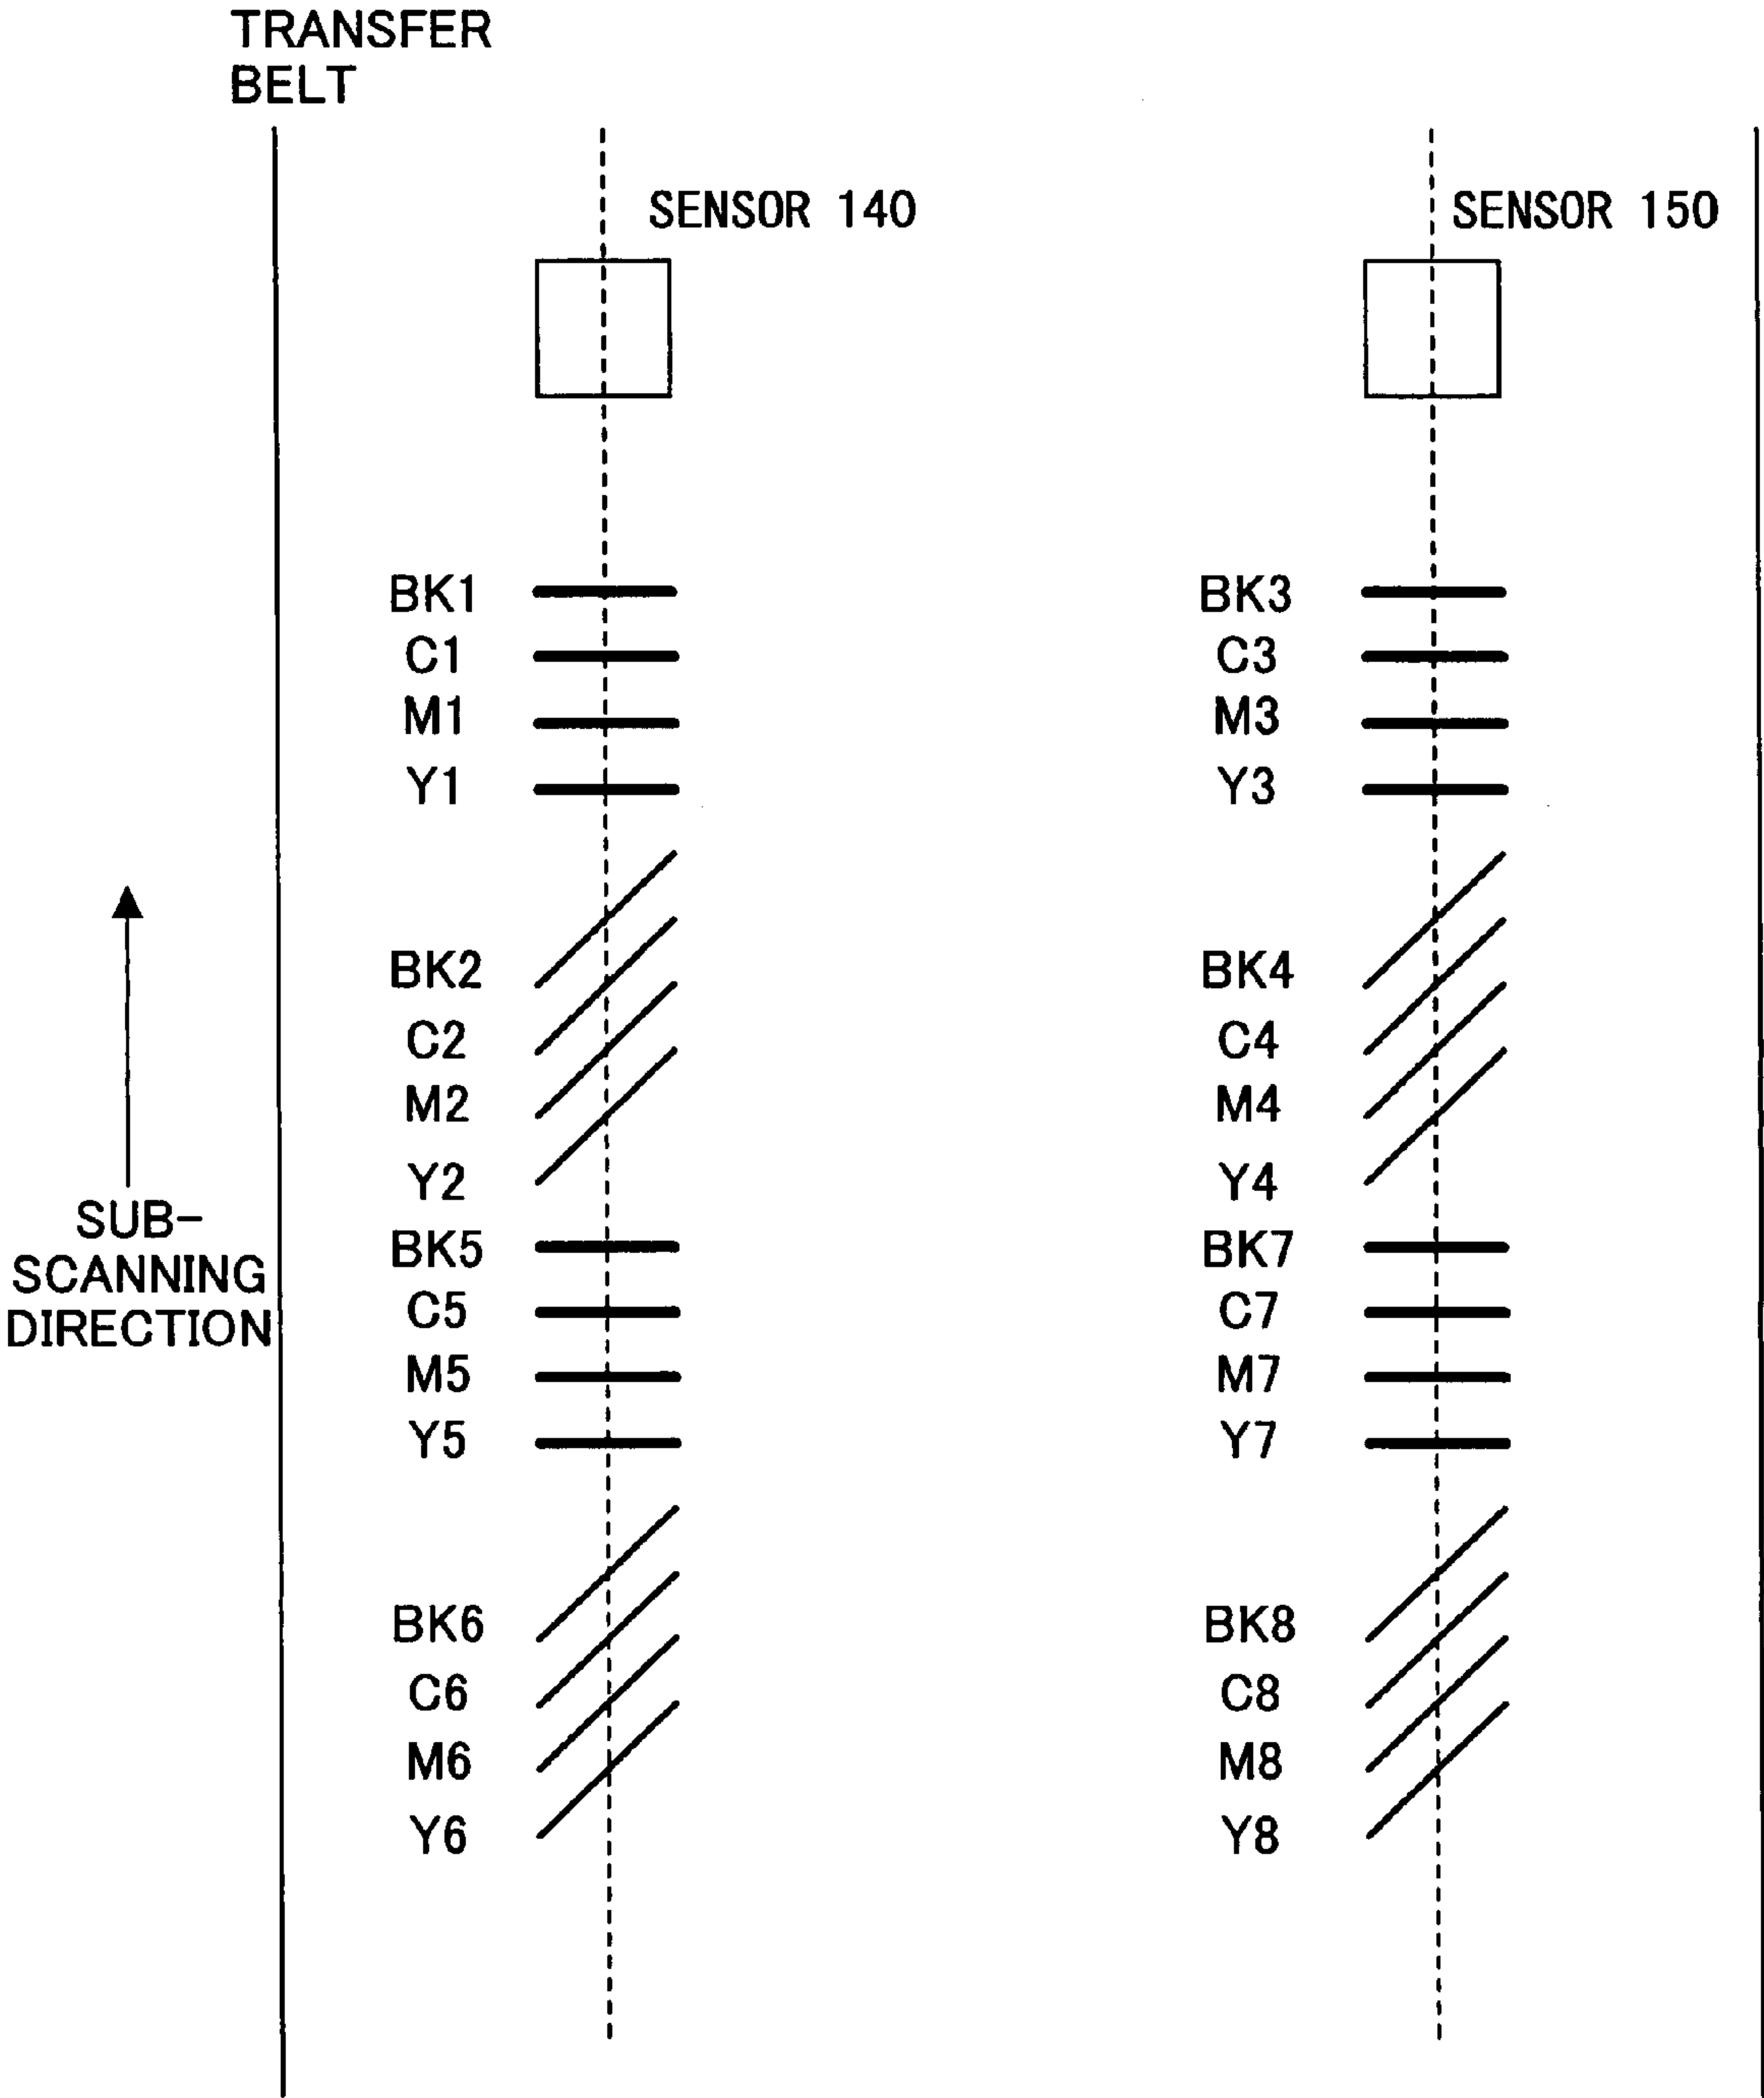 TRANSFER
BELT
SENSOR 140
SENSOR 150
BK1
BK3
C1
C3
M1
M3
Y1
Y3
BK2
BK4
C2
C4
M2
M4
Y2
Y4
SUB-
SCANNING
DIRECTION
BK5
BK7
C5
C7
M5
M7
Y5
Y7
BK6
BK8
C6
C8
M6
M8
Y6
Y8